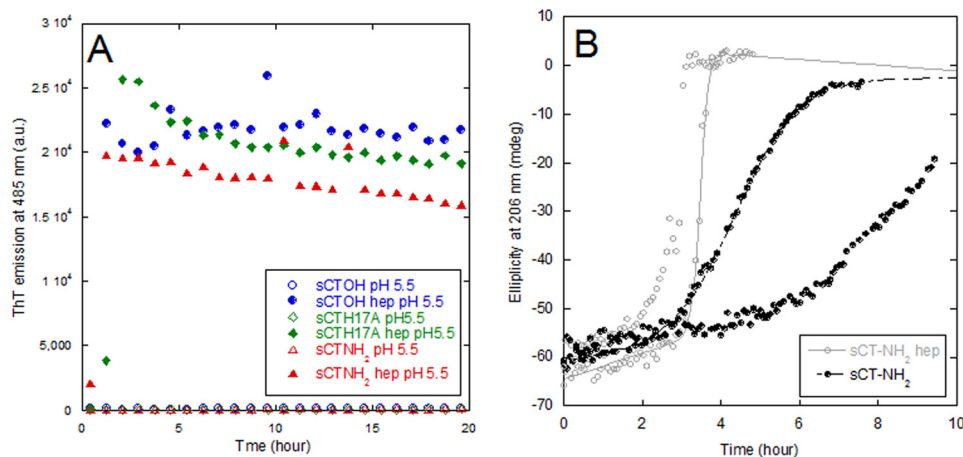 A
ThT emission at 485 nm (a.u.)
3 10⁴
2.5 10⁴
2 10⁴
1.5 10⁴
1 10⁴
5,000
0
sCTOH pH 5.5
sCTOH hep pH 5.5
sCTH17A pH5.5
sCTH17A hep pH5.5
sCTNH₂ pH 5.5
sCTNH₂ hep pH 5.5
0 5 10 15 20
Tme (hour)
B
Ellipicity at 206 nm (mdeg)
10
0
-10
-20
-30
-40
-50
-60
-70
sCT-NH₂ hep
sCT-NH₂
0 2 4 6 8 10
Time (hour)